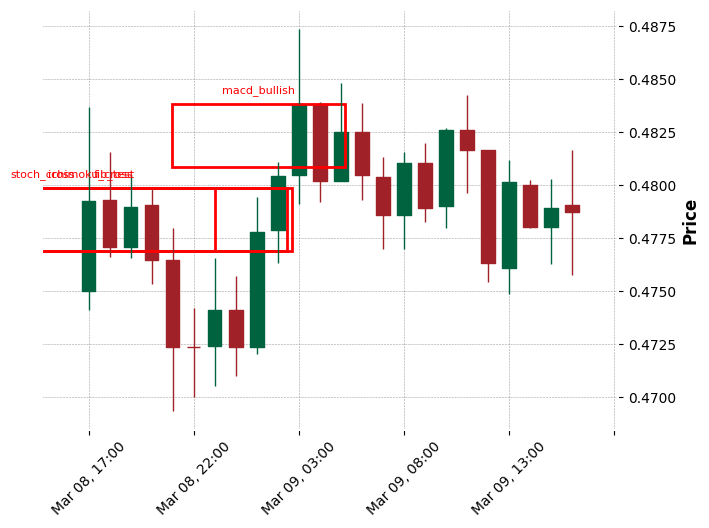 0.4875
0.4850
macd_bullish
0.4825
0.4800
0.4775
Price
0.4750
0.4725
0.4700
Mar 08, 17:00
Mar 08, 22:00
Mar 09, 03:00
Mar 09, 08:00
Mar 09, 13:00